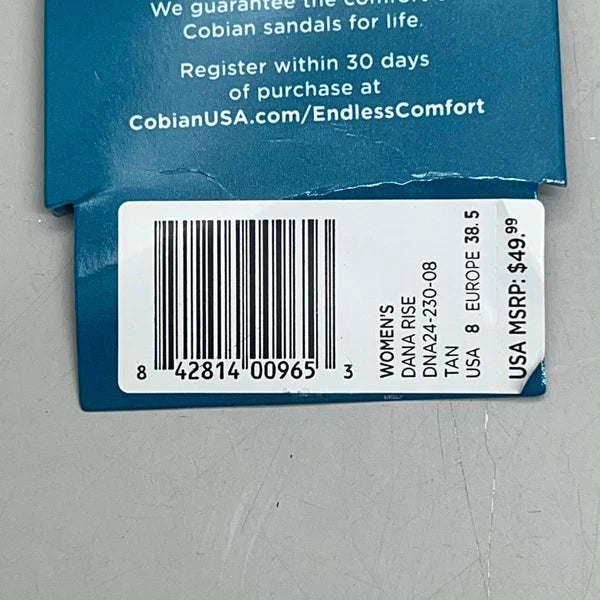 We guarantee the comfort
Cobian sandals for life.
Register within 30 days
of purchase at
CobianUSA.com/EndlessComfort
8 42814 00965 3
WOMEN'S
DANA RISE
DNA24-230-08
TAN
USA 8 EUROPE 38.5
USA MSRP: $49.99